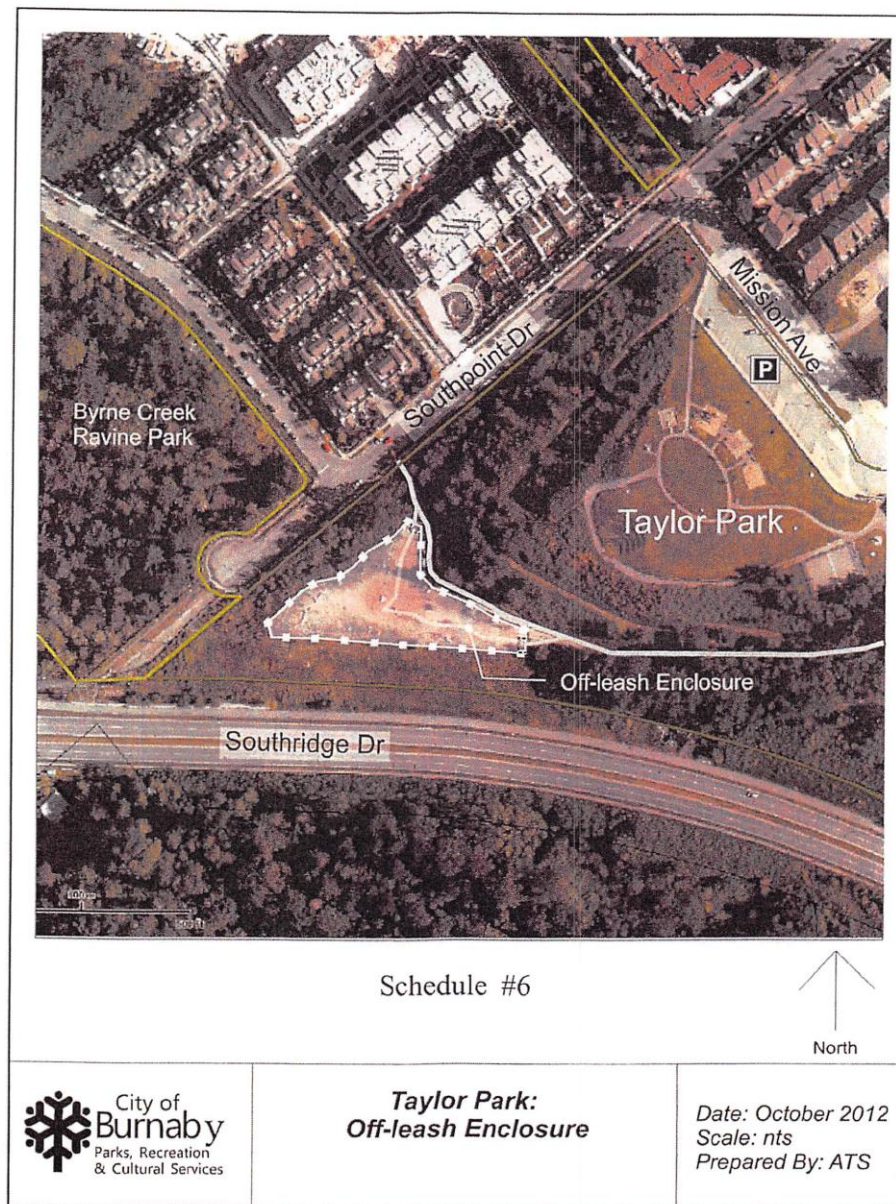 Mission Ave
Southpoint Dr
P
Byrne Creek
Ravine Park
Taylor Park
Off-leash Enclosure
Southridge Dr
Schedule #6
North
City of
Burnaby
Parks, Recreation
& Cultural Services
Taylor Park:
Off-leash Enclosure
Date: October 2012
Scale: nts
Prepared By: ATS